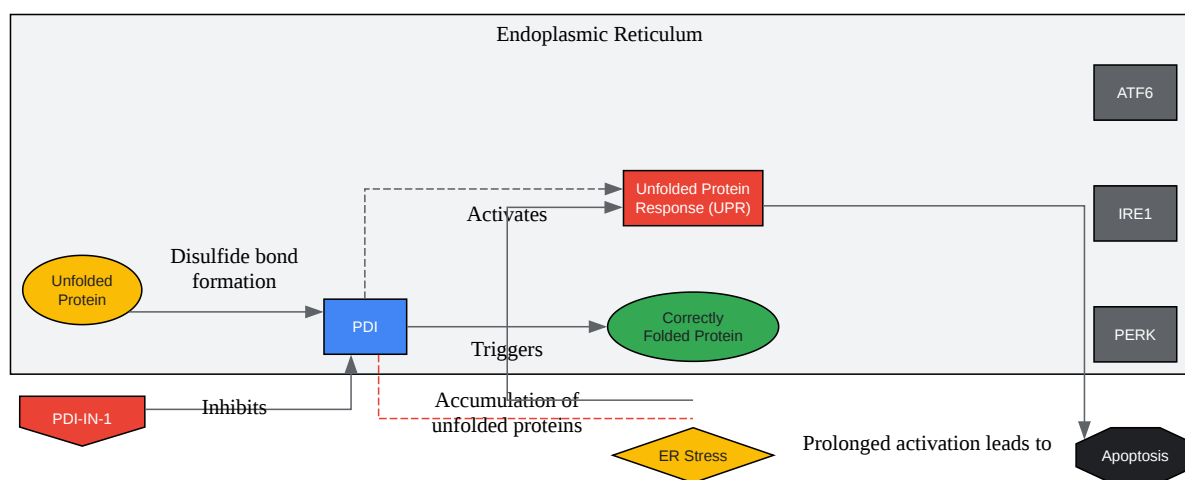 Endoplasmic Reticulum
ATF6
Unfolded Protein
Response (UPR)
IRE1
Activates
Disulfide bond
formation
Unfolded
Protein
PDI
Correctly
Folded Protein
PERK
Triggers
PDI-IN-1
Inhibits
Accumulation of
unfolded proteins
ER Stress
Prolonged activation leads to
Apoptosis